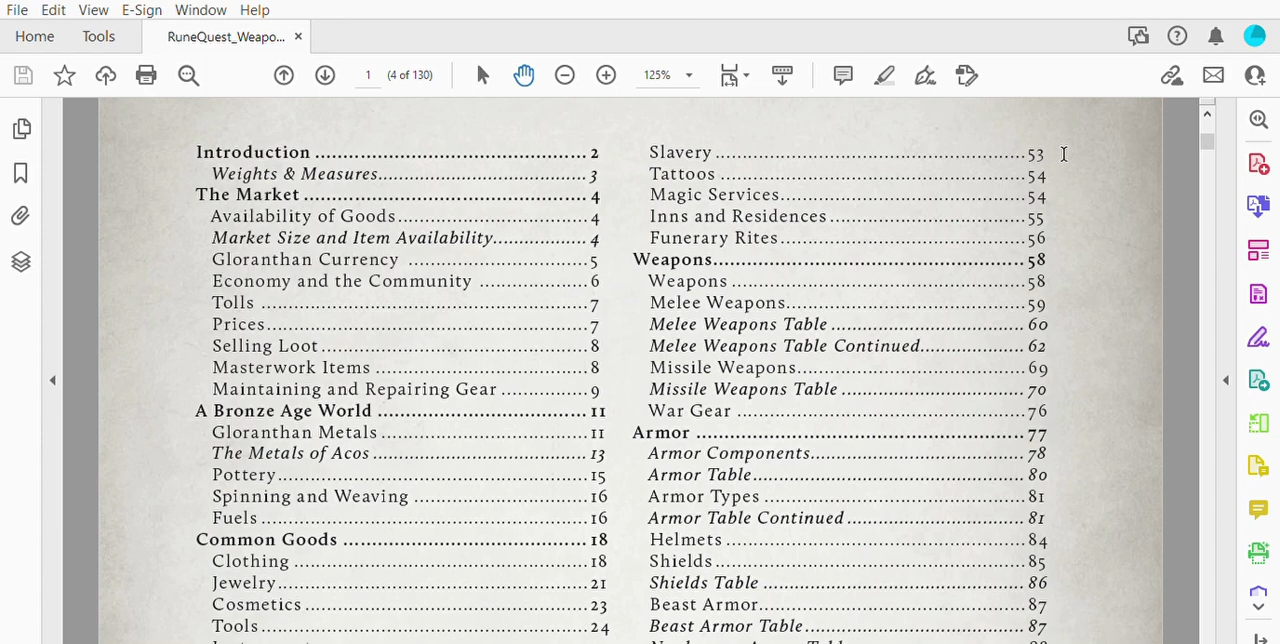 File Edit View E-Sign Window Help
Home Tools RuneQuest_Weapo... ×
1 (4 of 130) 125%
Introduction 2
Weights & Measures 3
The Market 4
Availability of Goods 4
Market Size and Item Availability 4
Gloranthan Currency 5
Economy and the Community 6
Tolls 7
Prices 7
Selling Loot 8
Masterwork Items 8
Maintaining and Repairing Gear 9
A Bronze Age World 11
Gloranthan Metals 11
The Metals of Acos 13
Pottery 15
Spinning and Weaving 16
Fuels 16
Common Goods 18
Clothing 18
Jewelry 21
Cosmetics 23
Tools 24
Slavery 53
Tattoos 54
Magic Services 54
Inns and Residences 55
Funerary Rites 56
Weapons 58
Weapons 58
Melee Weapons 59
Melee Weapons Table 60
Melee Weapons Table Continued 62
Missile Weapons 69
Missile Weapons Table 70
War Gear 76
Armor 77
Armor Components 78
Armor Table 80
Armor Types 81
Armor Table Continued 81
Helmets 84
Shields 85
Shields Table 86
Beast Armor 87
Beast Armor Table 87